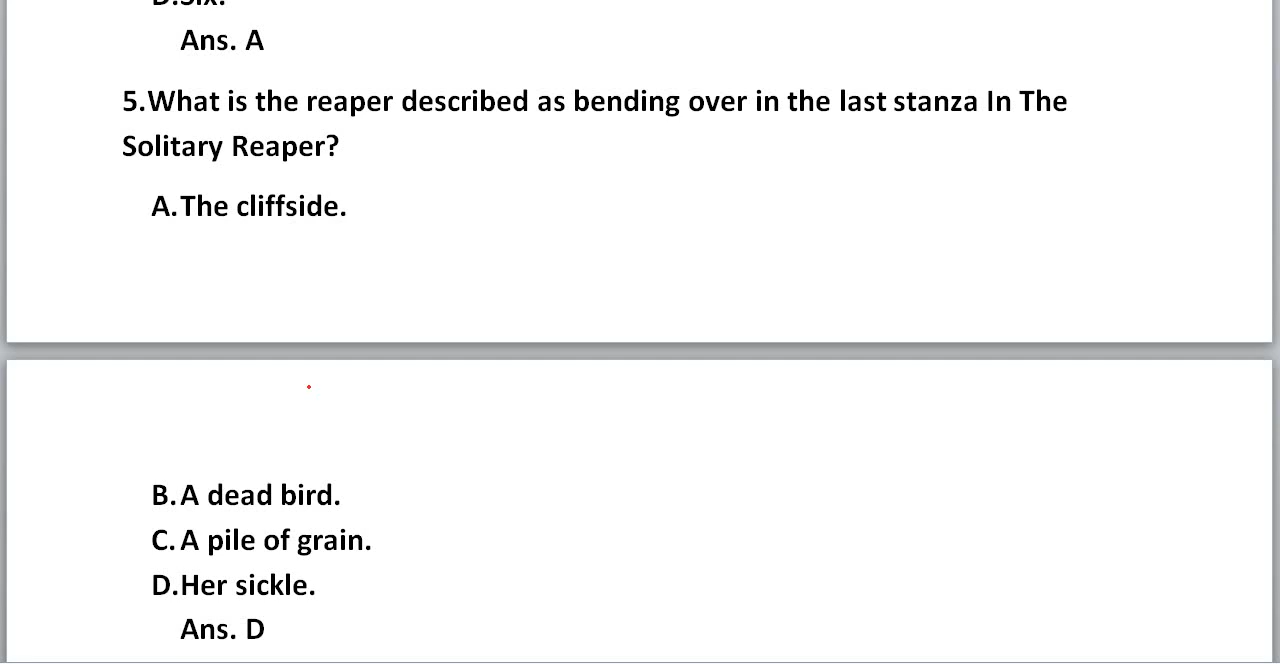 D.Six.
Ans. A
5.What is the reaper described as bending over in the last stanza In The
Solitary Reaper?
A.The cliffside.
B.A dead bird.
C.A pile of grain.
D.Her sickle.
Ans. D